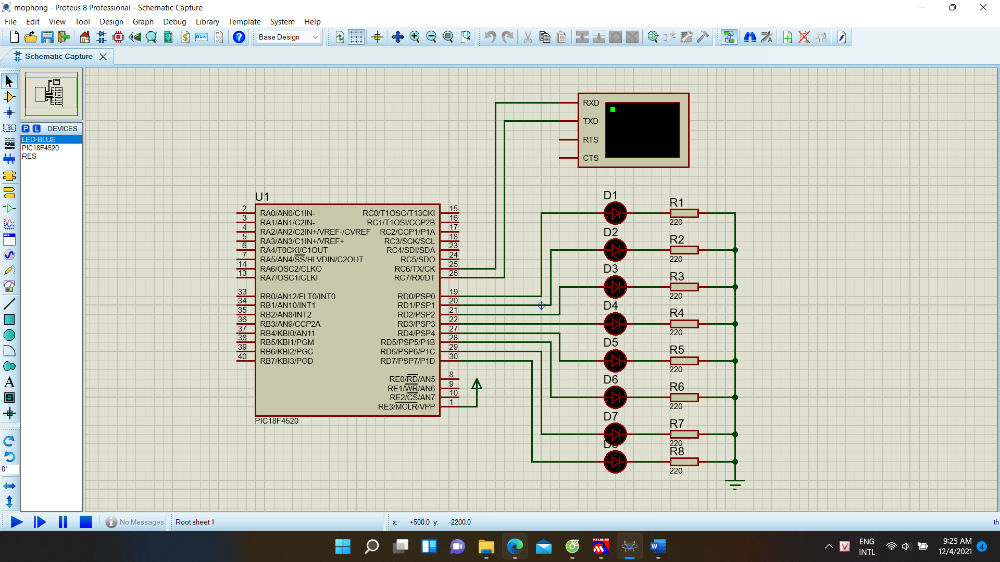 mophong - Proteus 8 Professional - Schematic Capture
File Edit View Tool Design Graph Debug Library Template System Help
Base Design
Schematic Capture
P L DEVICES
LED-BLUE
PIC18F4520
RES
RXD
TXD
RTS
CTS
U1
2 RA0/AN0/C1IN- RC0/T1OSO/T13CKI 15
3 RA1/AN1/C2IN- RC1/T1OSI/CCP2B 16
4 RA2/AN2/C2IN+/VREF-/CVREF RC2/CCP1/P1A 17
5 RA3/AN3/C1IN+/VREF+ RC3/SCK/SCL 18
6 RA4/T0CKI/C1OUT RC4/SDI/SDA 23
7 RA5/AN4/SS/HLVDIN/C2OUT RC5/SDO 24
14 RA6/OSC2/CLKO RC6/TX/CK 25
13 RA7/OSC1/CLKI RC7/RX/DT 26
33 RB0/AN12/FLT0/INT0 RD0/PSP0 19
34 RB1/AN10/INT1 RD1/PSP1 20
35 RB2/AN8/INT2 RD2/PSP2 21
36 RB3/AN9/CCP2A RD3/PSP3 22
37 RB4/KBI0/AN11 RD4/PSP4 27
38 RB5/KBI1/PGM RD5/PSP5/P1B 28
39 RB6/KBI2/PGC RD6/PSP6/P1C 29
40 RB7/KBI3/PGD RD7/PSP7/P1D 30
RE0/RD/AN5 8
RE1/WR/AN6 9
RE2/CS/AN7 10
RE3/MCLR/VPP 1
PIC18F4520
D1 R1
220
D2 R2
220
D3 R3
220
D4 R4
220
D5 R5
220
D6 R6
220
D7 R7
220
D8 R8
220
LBL
A
S
0°
No Messages Root sheet 1 x: +500.0 y: -2200.0 th
ENG
INTL
9:25 AM
12/4/2021
4